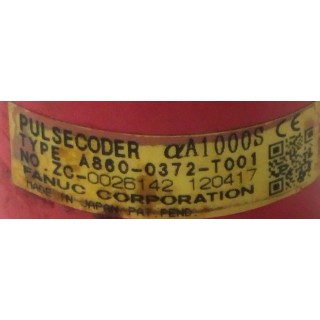 PULSECODER αA1000S
TYPE A860-0372-T001
NO. ZC-0026142 120417
FANUC CORPORATION
MADE IN JAPAN PAT. PEND.
CE